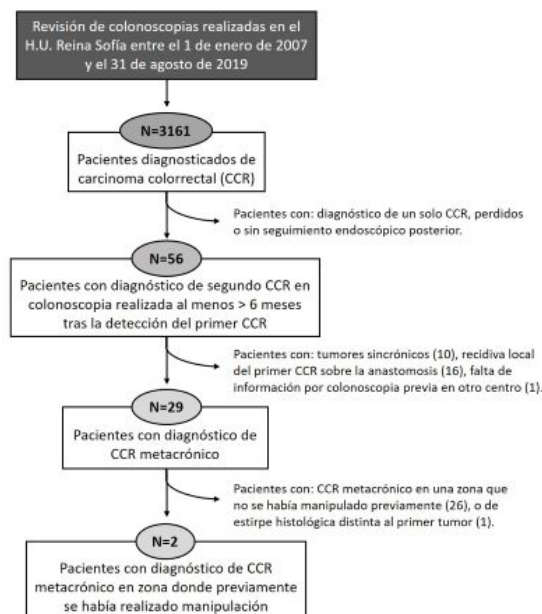 Revisión de colonoscopias realizadas en el
H.U. Reina Sofía entre el 1 de enero de 2007
y el 31 de agosto de 2019
N=3161
Pacientes diagnosticados de
carcinoma colorrectal (CCR)
Pacientes con: diagnóstico de un solo CCR, perdidos
o sin seguimiento endoscópico posterior.
N=56
Pacientes con diagnóstico de segundo CCR en
colonoscopia realizada al menos > 6 meses
tras la detección del primer CCR
Pacientes con: tumores sincrónicos (10), recidiva local
del primer CCR sobre la anastomosis (16), falta de
información por colonoscopia previa en otro centro (1).
N=29
Pacientes con diagnóstico de
CCR metacrónico
Pacientes con: CCR metacrónico en una zona que
no se había manipulado previamente (26), o de
estirpe histológica distinta al primer tumor (1).
N=2
Pacientes con diagnóstico de CCR
metacrónico en zona donde previamente
se había realizado manipulación